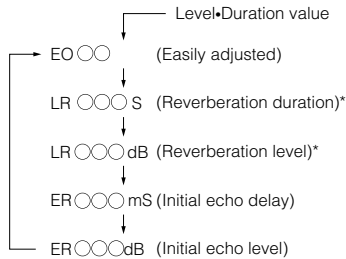 Level•Duration value
EO ○○ (Easily adjusted)
LR ○○○ S (Reverberation duration)*
LR ○○○ dB (Reverberation level)*
ER ○○○ mS (Initial echo delay)
ER ○○○ dB (Initial echo level)